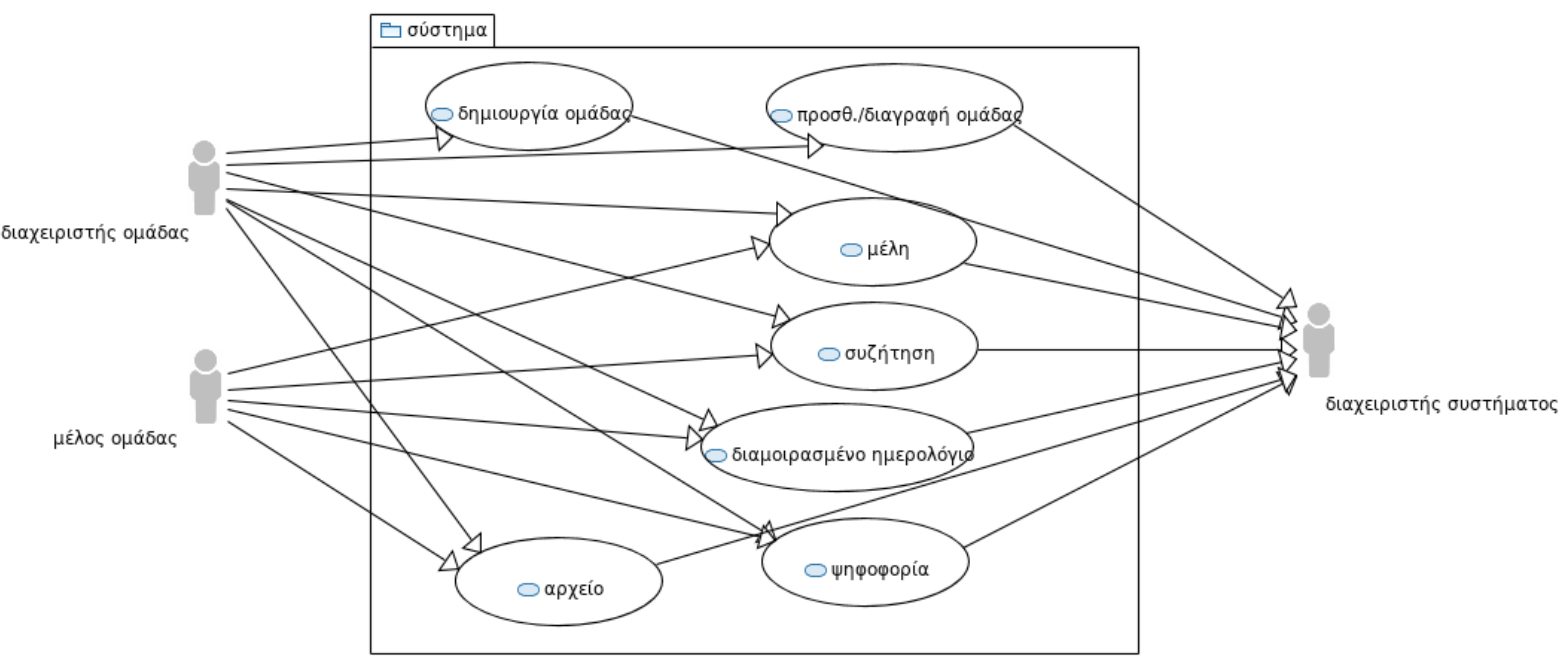 σύστημα
δημιουργία ομάδας
προσθ./διαγραφή ομάδας
διαχειριστής ομάδας
μέλη
συζήτηση
διαχειριστής συστήματος
μέλος ομάδας
διαμοιρασμένο ημερολόγιο
ψηφοφορία
αρχείο